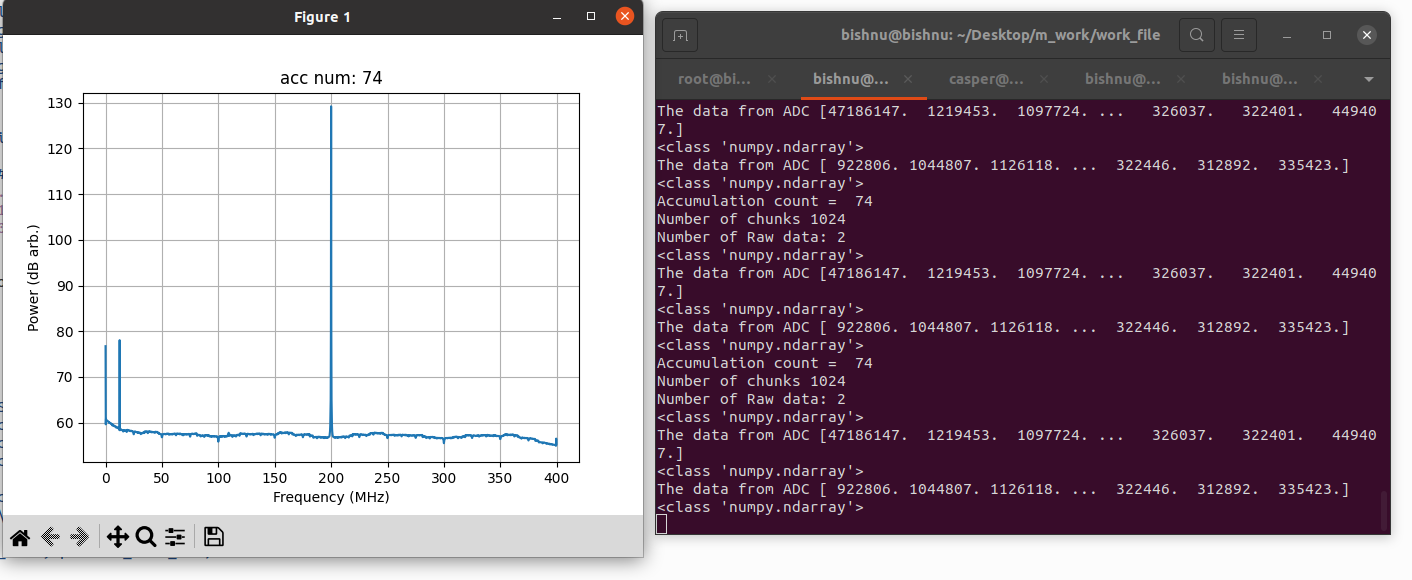 Figure 1
acc num: 74
130
120
110
100
90
80
70
60
Power (dB arb.)
0 50 100 150 200 250 300 350 400
Frequency (MHz)
bishnu@bishnu: ~/Desktop/m_work/work_file
root@bi... bishnu@... casper@... bishnu@... bishnu@...
The data from ADC [47186147.  1219453.  1097724. ...   326037.   322401.   44940
7.]
<class 'numpy.ndarray'>
The data from ADC [ 922806. 1044807. 1126118. ...  322446.  312892.  335423.]
<class 'numpy.ndarray'>
Accumulation count =  74
Number of chunks 1024
Number of Raw data: 2
<class 'numpy.ndarray'>
The data from ADC [47186147.  1219453.  1097724. ...   326037.   322401.   44940
7.]
<class 'numpy.ndarray'>
The data from ADC [ 922806. 1044807. 1126118. ...  322446.  312892.  335423.]
<class 'numpy.ndarray'>
Accumulation count =  74
Number of chunks 1024
Number of Raw data: 2
<class 'numpy.ndarray'>
The data from ADC [47186147.  1219453.  1097724. ...   326037.   322401.   44940
7.]
<class 'numpy.ndarray'>
The data from ADC [ 922806. 1044807. 1126118. ...  322446.  312892.  335423.]
<class 'numpy.ndarray'>